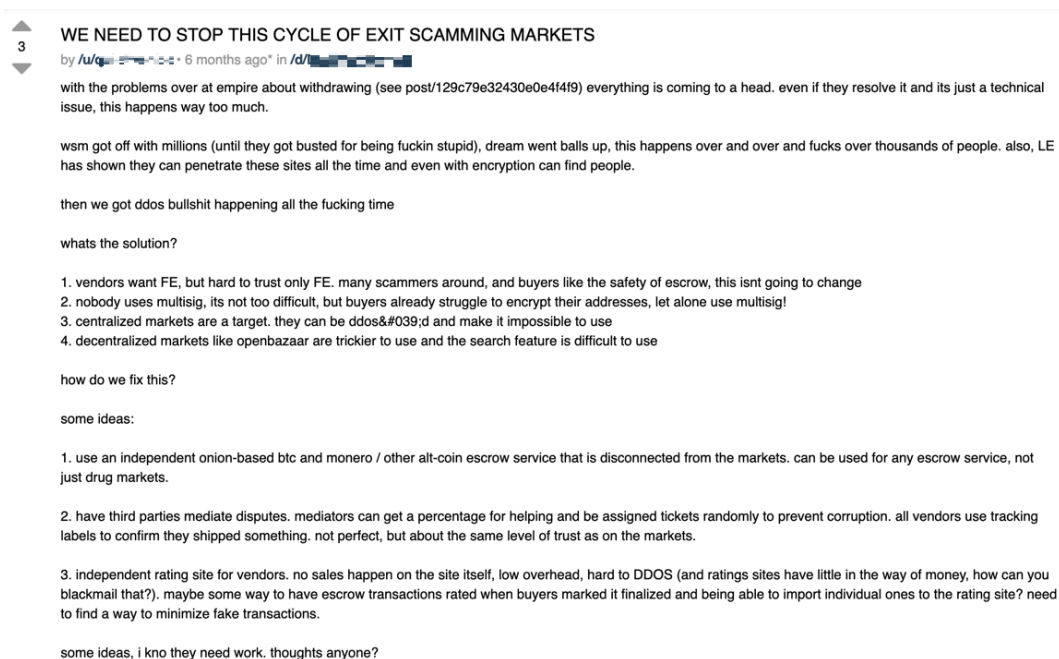 3
WE NEED TO STOP THIS CYCLE OF EXIT SCAMMING MARKETS
by /u/q • 6 months ago* in /d/
with the problems over at empire about withdrawing (see post/129c79e32430e0e4f4f9) everything is coming to a head. even if they resolve it and its just a technical
issue, this happens way too much.
wsm got off with millions (until they got busted for being fuckin stupid), dream went balls up, this happens over and over and fucks over thousands of people. also, LE
has shown they can penetrate these sites all the time and even with encryption can find people.
then we got ddos bullshit happening all the fucking time
whats the solution?
1. vendors want FE, but hard to trust only FE. many scammers around, and buyers like the safety of escrow, this isnt going to change
2. nobody uses multisig, its not too difficult, but buyers already struggle to encrypt their addresses, let alone use multisig!
3. centralized markets are a target. they can be ddos&#039;d and make it impossible to use
4. decentralized markets like openbazaar are trickier to use and the search feature is difficult to use
how do we fix this?
some ideas:
1. use an independent onion-based btc and monero / other alt-coin escrow service that is disconnected from the markets. can be used for any escrow service, not
just drug markets.
2. have third parties mediate disputes. mediators can get a percentage for helping and be assigned tickets randomly to prevent corruption. all vendors use tracking
labels to confirm they shipped something. not perfect, but about the same level of trust as on the markets.
3. independent rating site for vendors. no sales happen on the site itself, low overhead, hard to DDOS (and ratings sites have little in the way of money, how can you
blackmail that?). maybe some way to have escrow transactions rated when buyers marked it finalized and being able to import individual ones to the rating site? need
to find a way to minimize fake transactions.
some ideas, i kno they need work. thoughts anyone?